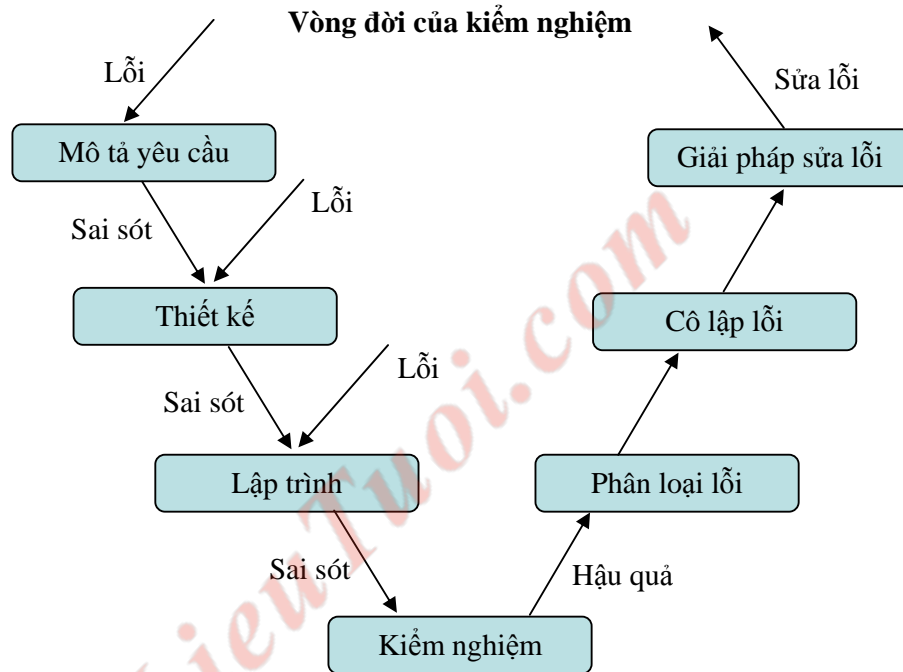 Vòng đời của kiểm nghiệm
Lỗi
Sửa lỗi
Mô tả yêu cầu
Giải pháp sửa lỗi
Sai sót
Lỗi
Thiết kế
Cô lập lỗi
Sai sót
Lỗi
Lập trình
Phân loại lỗi
Sai sót
Hậu quả
Kiểm nghiệm
ieuTuoi.com